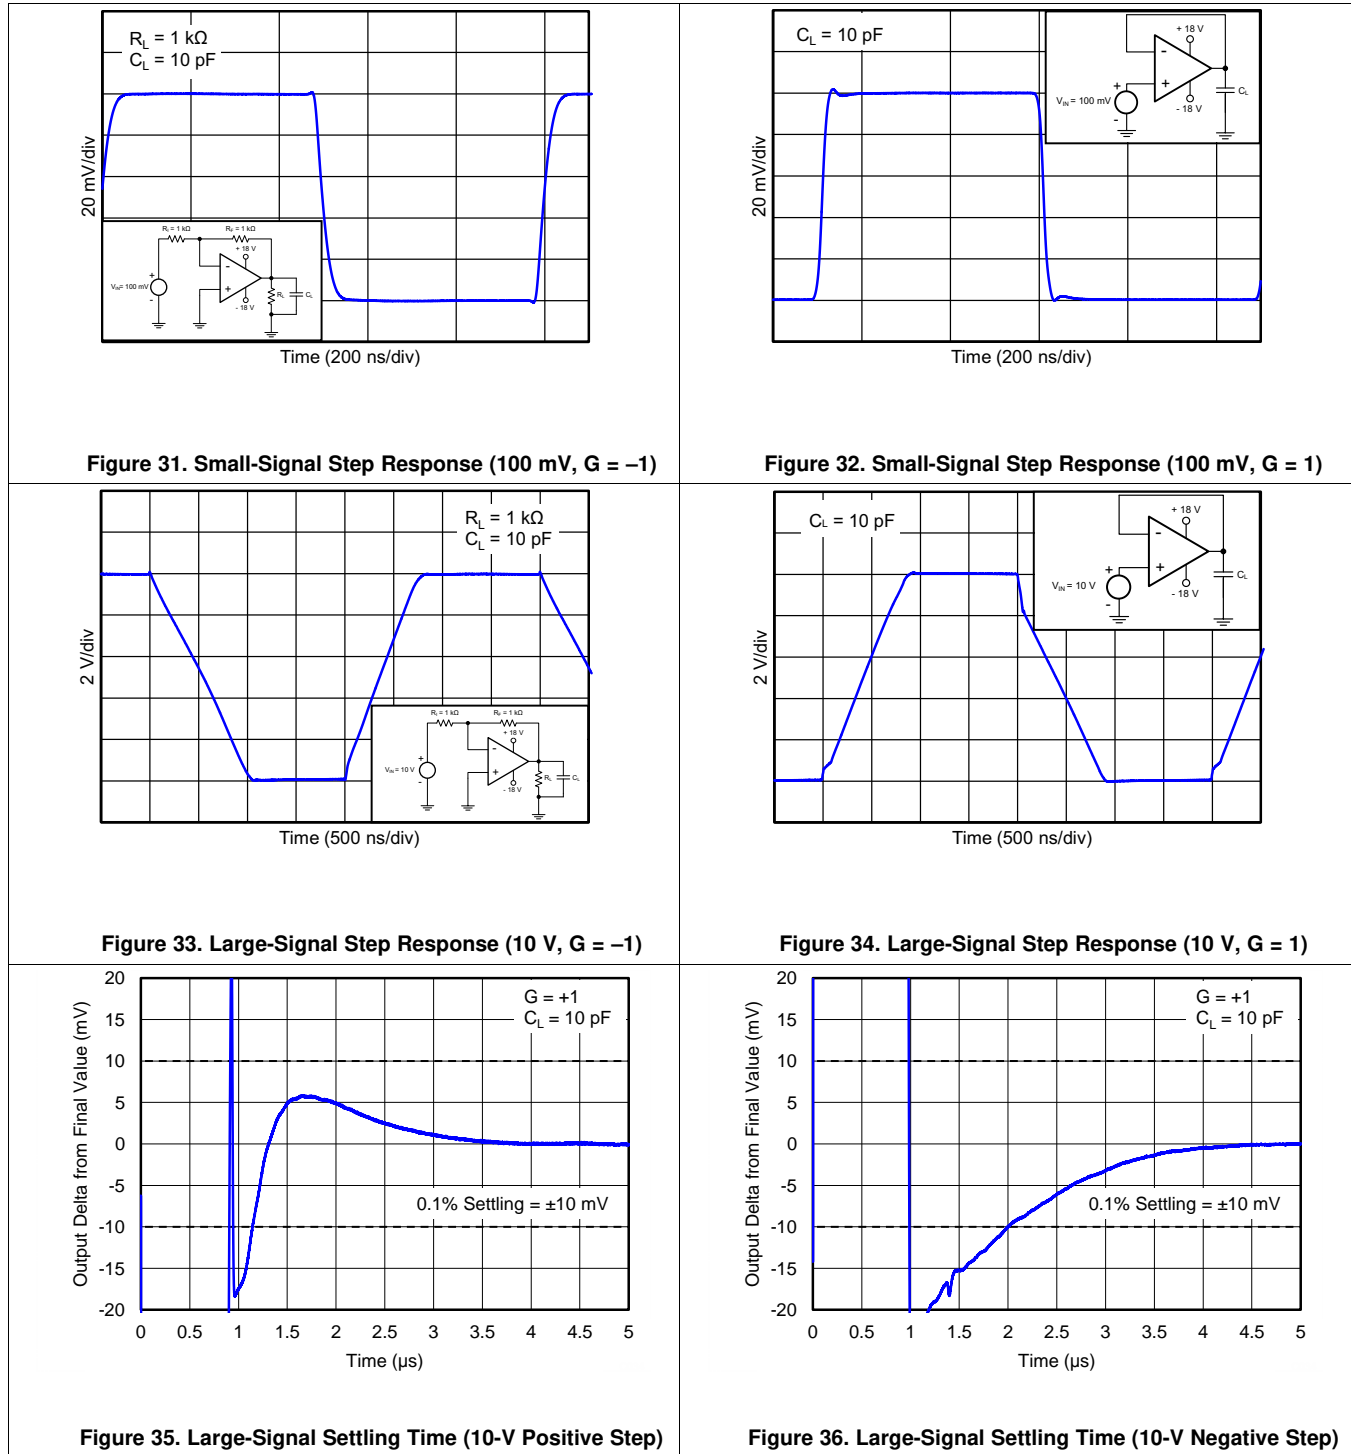 R_L = 1 kΩ
C_L = 10 pF
20 mV/div
R_I = 1 kΩ
R_F = 1 kΩ
+ 18 V
-
+
+
V_IN= 100 mV
-
- 18 V
R_L
C_L
Time (200 ns/div)
Figure 31. Small-Signal Step Response (100 mV, G = –1)
C_L = 10 pF
20 mV/div
+ 18 V
-
+
+
V_IN = 100 mV
-
- 18 V
C_L
Time (200 ns/div)
Figure 32. Small-Signal Step Response (100 mV, G = 1)
R_L = 1 kΩ
C_L = 10 pF
2 V/div
R_I = 1 kΩ
R_F = 1 kΩ
+ 18 V
-
+
+
V_IN = 10 V
-
- 18 V
R_L
C_L
Time (500 ns/div)
Figure 33. Large-Signal Step Response (10 V, G = –1)
C_L = 10 pF
2 V/div
+ 18 V
-
+
+
V_IN = 10 V
-
- 18 V
C_L
Time (500 ns/div)
Figure 34. Large-Signal Step Response (10 V, G = 1)
Output Delta from Final Value (mV)
20
15
10
5
0
-5
-10
-15
-20
G = +1
C_L = 10 pF
0.1% Settling = ±10 mV
0 0.5 1 1.5 2 2.5 3 3.5 4 4.5 5
Time (µs)
Figure 35. Large-Signal Settling Time (10-V Positive Step)
Output Delta from Final Value (mV)
20
15
10
5
0
-5
-10
-15
-20
G = +1
C_L = 10 pF
0.1% Settling = ±10 mV
0 0.5 1 1.5 2 2.5 3 3.5 4 4.5 5
Time (µs)
Figure 36. Large-Signal Settling Time (10-V Negative Step)